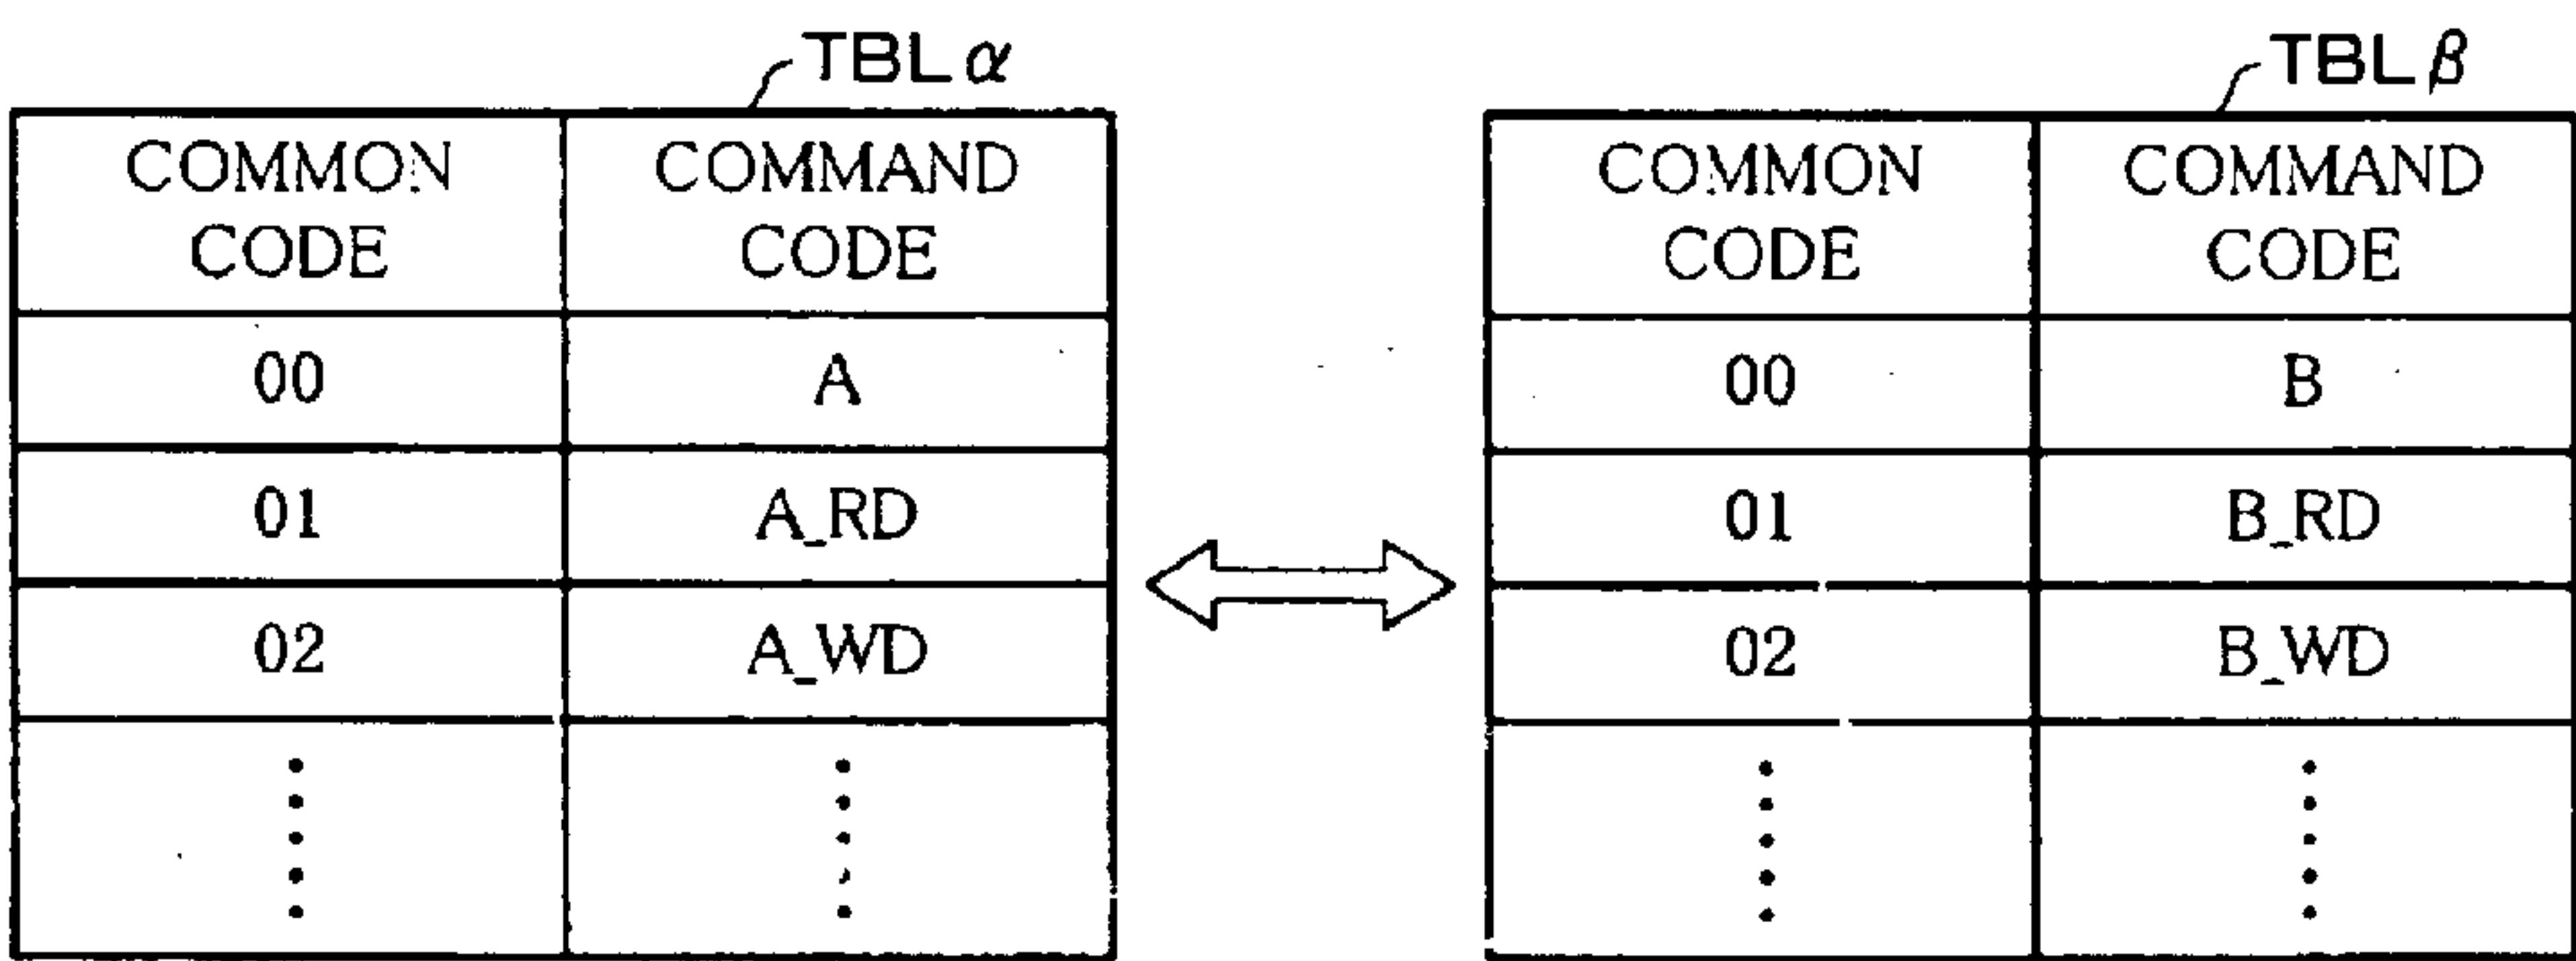 TBLα
COMMON CODE COMMAND CODE
00 A
01 A_RD
02 A_WD
TBLβ
COMMON CODE COMMAND CODE
00 B
01 B_RD
02 B_WD